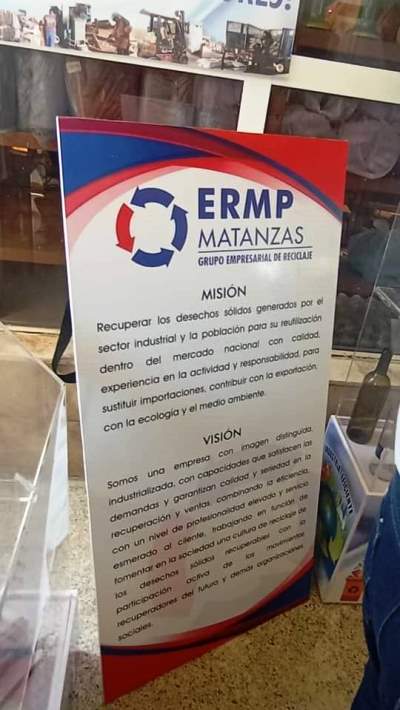 ORES.
ERMP
MATANZAS
GRUPO EMPRESARIAL DE RECICLAJE
MISIÓN
Recuperar los desechos sólidos generados por el
sector industrial y la población para su reutilización
dentro del mercado nacional con calidad,
experiencia en la actividad y responsabilidad, para
sustituir importaciones, contribuir con la exportación,
con la ecología y el medio ambiente.
VISIÓN
Somos una empresa con imagen distinguida,
industrializada, con capacidades que satisfacen las
demandas y garantizan calidad y seriedad en la
recuperación y ventas, combinando la eficiencia,
con un nivel de profesionalidad elevado y servicio
esmerado al cliente, trabajando en función de
fomentar en la sociedad una cultura de reciclaje de
los desechos sólidos recuperables con la
participación activa de los movimientos
recuperadores del futuro y demás organizaciones
sociales.